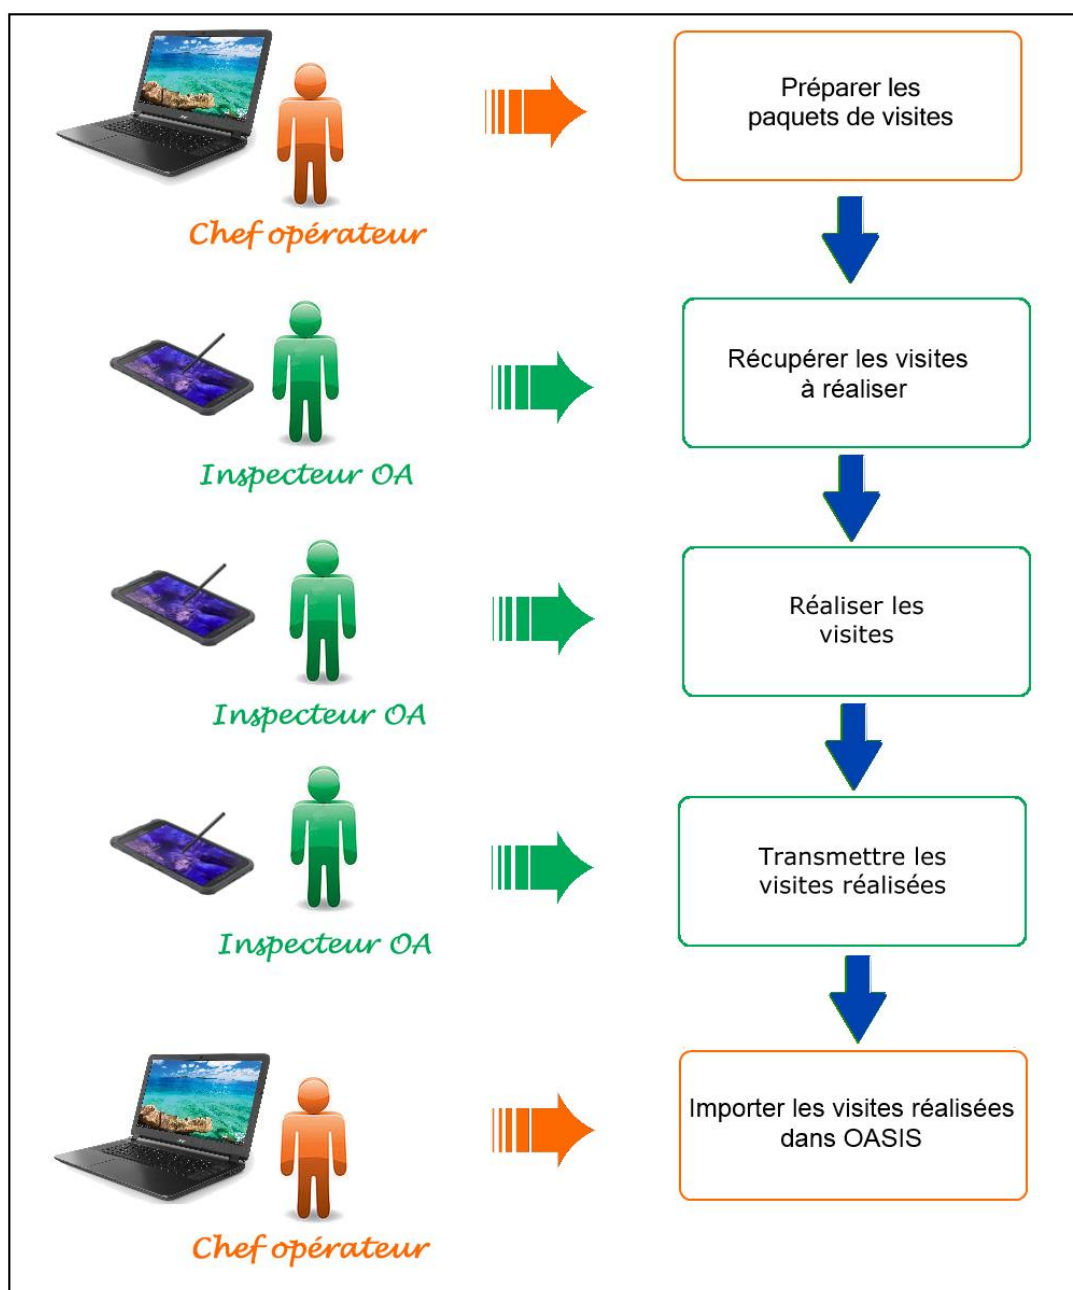 Préparer les
paquets de visites
Chef opérateur
Récupérer les visites
à réaliser
Inspecteur OA
Réaliser les
visites
Inspecteur OA
Transmettre les
visites réalisées
Inspecteur OA
Importer les visites réalisées
dans OASIS
Chef opérateur